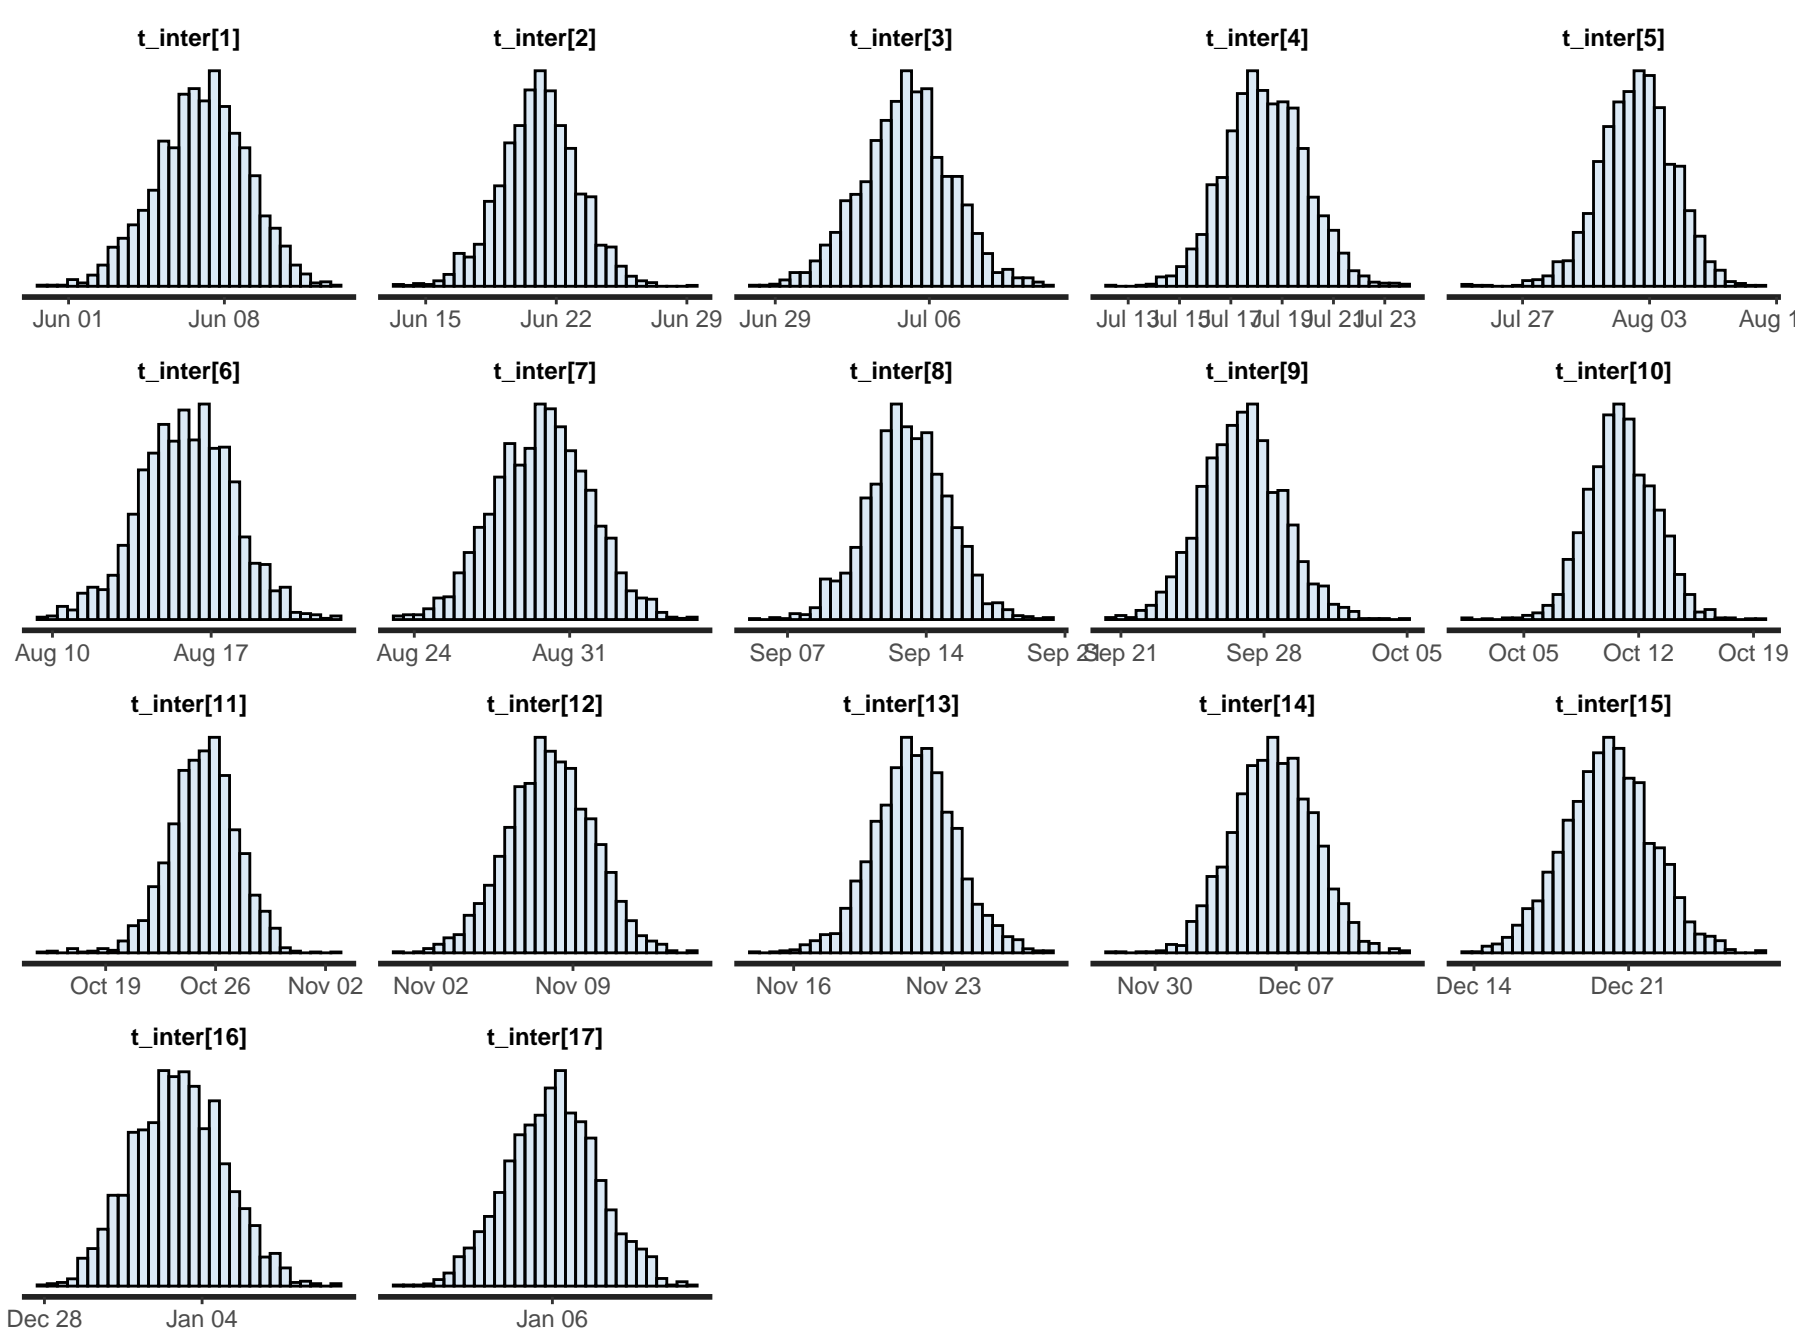 t_inter[1] t_inter[2] t_inter[3] t_inter[4] t_inter[5]
Jun 01 Jun 08 Jun 15 Jun 22 Jun 29 Jun 29 Jul 06 Jul 13 Jul 15 Jul 17 Jul 19 Jul 21 Jul 23 Jul 27 Aug 03 Aug 1
t_inter[6] t_inter[7] t_inter[8] t_inter[9] t_inter[10]
Aug 10 Aug 17 Aug 24 Aug 31 Sep 07 Sep 14 Sep 21 Sep 21 Sep 28 Oct 05 Oct 05 Oct 12 Oct 19
t_inter[11] t_inter[12] t_inter[13] t_inter[14] t_inter[15]
Oct 19 Oct 26 Nov 02 Nov 02 Nov 09 Nov 16 Nov 23 Nov 30 Dec 07 Dec 14 Dec 21
t_inter[16] t_inter[17]
Dec 28 Jan 04 Jan 06